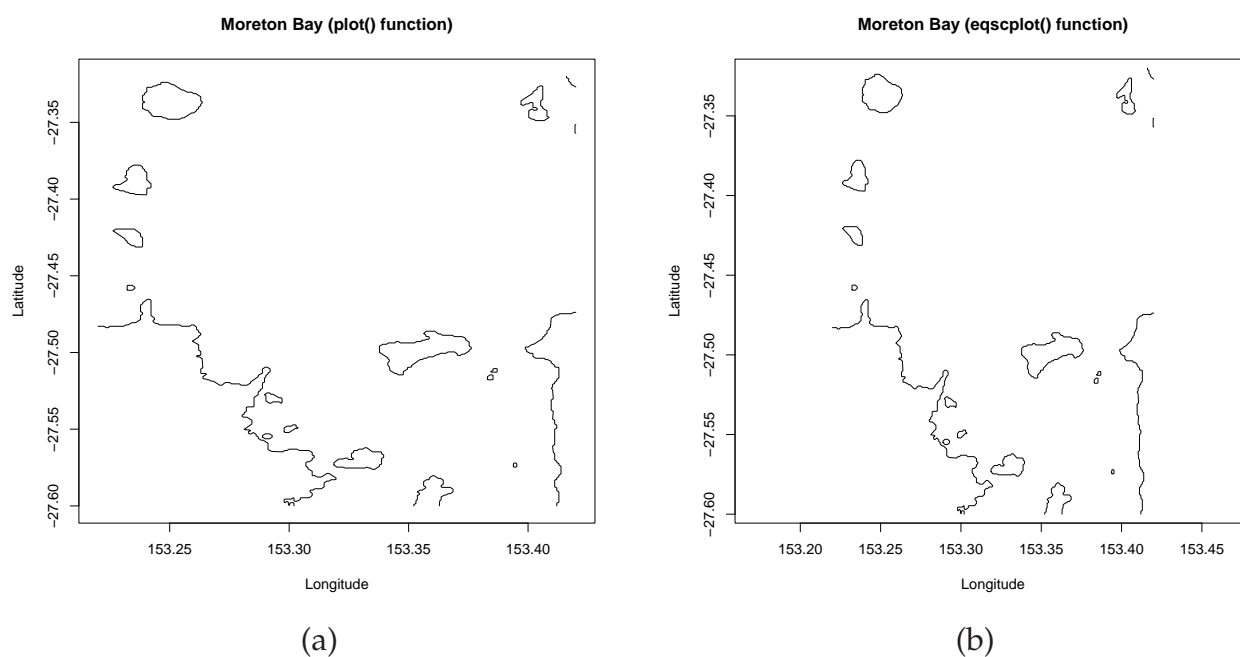 Moreton Bay (plot() function)
Latitude
−27.35
−27.40
−27.45
−27.50
−27.55
−27.60
153.25 153.30 153.35 153.40
Longitude
(a)
Moreton Bay (eqscplot() function)
Latitude
−27.35
−27.40
−27.45
−27.50
−27.55
−27.60
153.20 153.25 153.30 153.35 153.40 153.45
Longitude
(b)